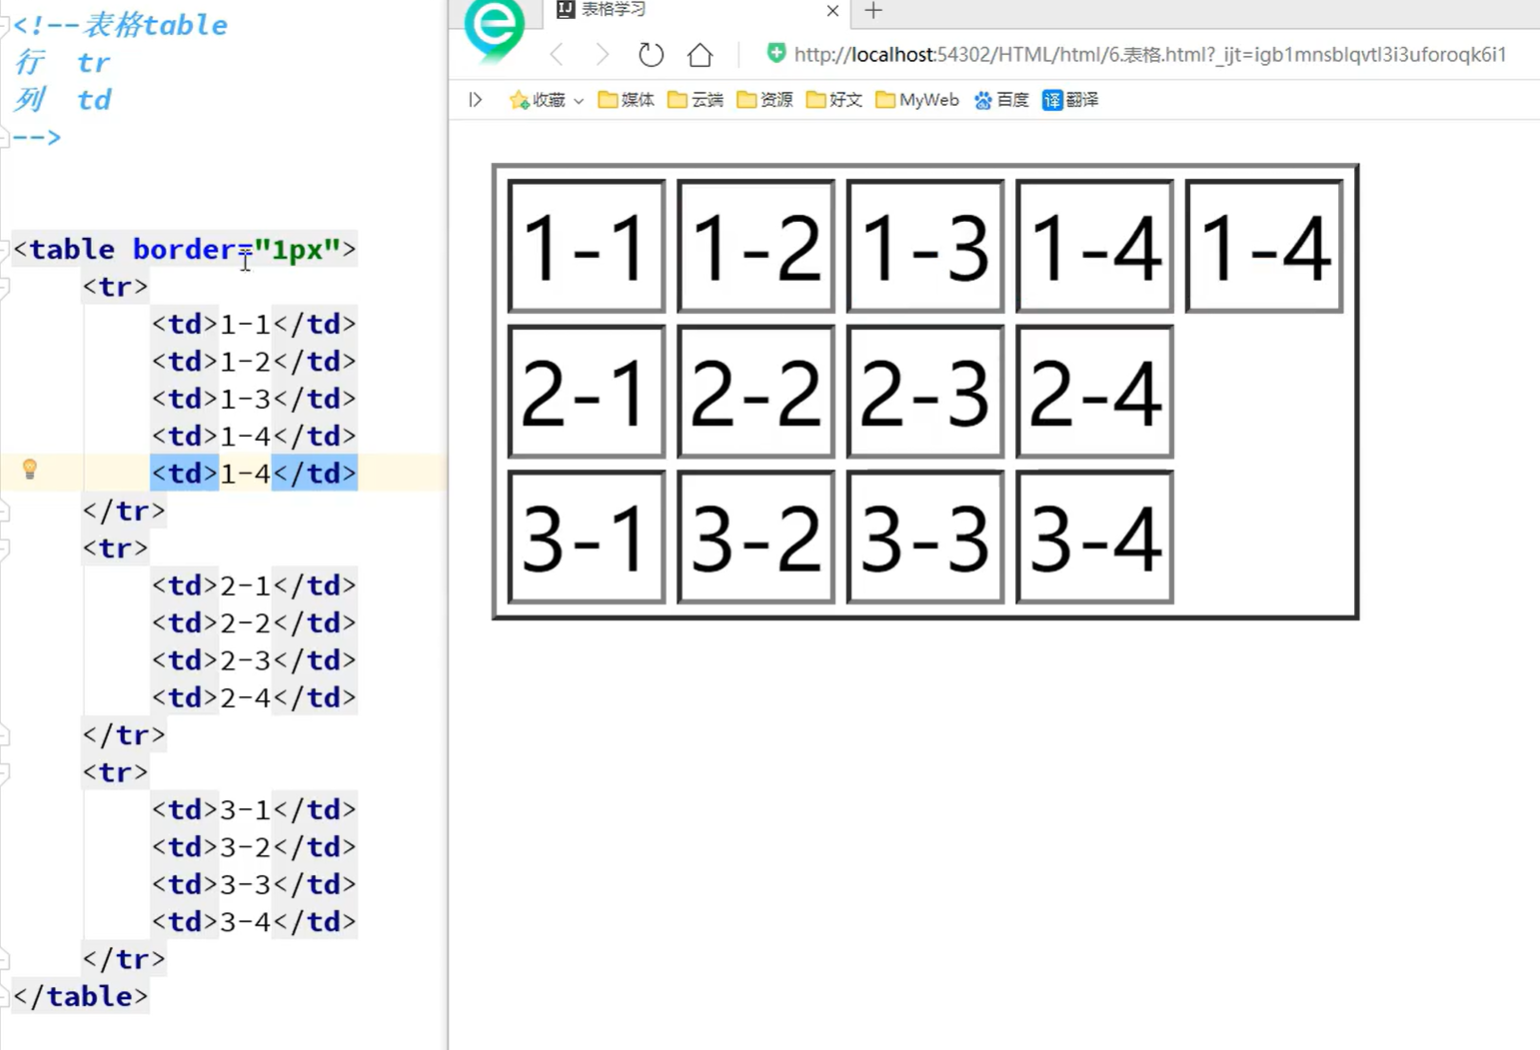 <!--表格table
行 tr
列 td
-->
<table border="1px">
<tr>
<td>1-1</td>
<td>1-2</td>
<td>1-3</td>
<td>1-4</td>
<td>1-4</td>
</tr>
<tr>
<td>2-1</td>
<td>2-2</td>
<td>2-3</td>
<td>2-4</td>
</tr>
<tr>
<td>3-1</td>
<td>3-2</td>
<td>3-3</td>
<td>3-4</td>
</tr>
</table>
IJ 表格学习
http://localhost:54302/HTML/html/6.表格.html?_ijt=igb1mnsblqvtl3i3uforoqk6i1
收藏 媒体 云端 资源 好文 MyWeb 百度 译 翻译
1-1 1-2 1-3 1-4 1-4
2-1 2-2 2-3 2-4
3-1 3-2 3-3 3-4